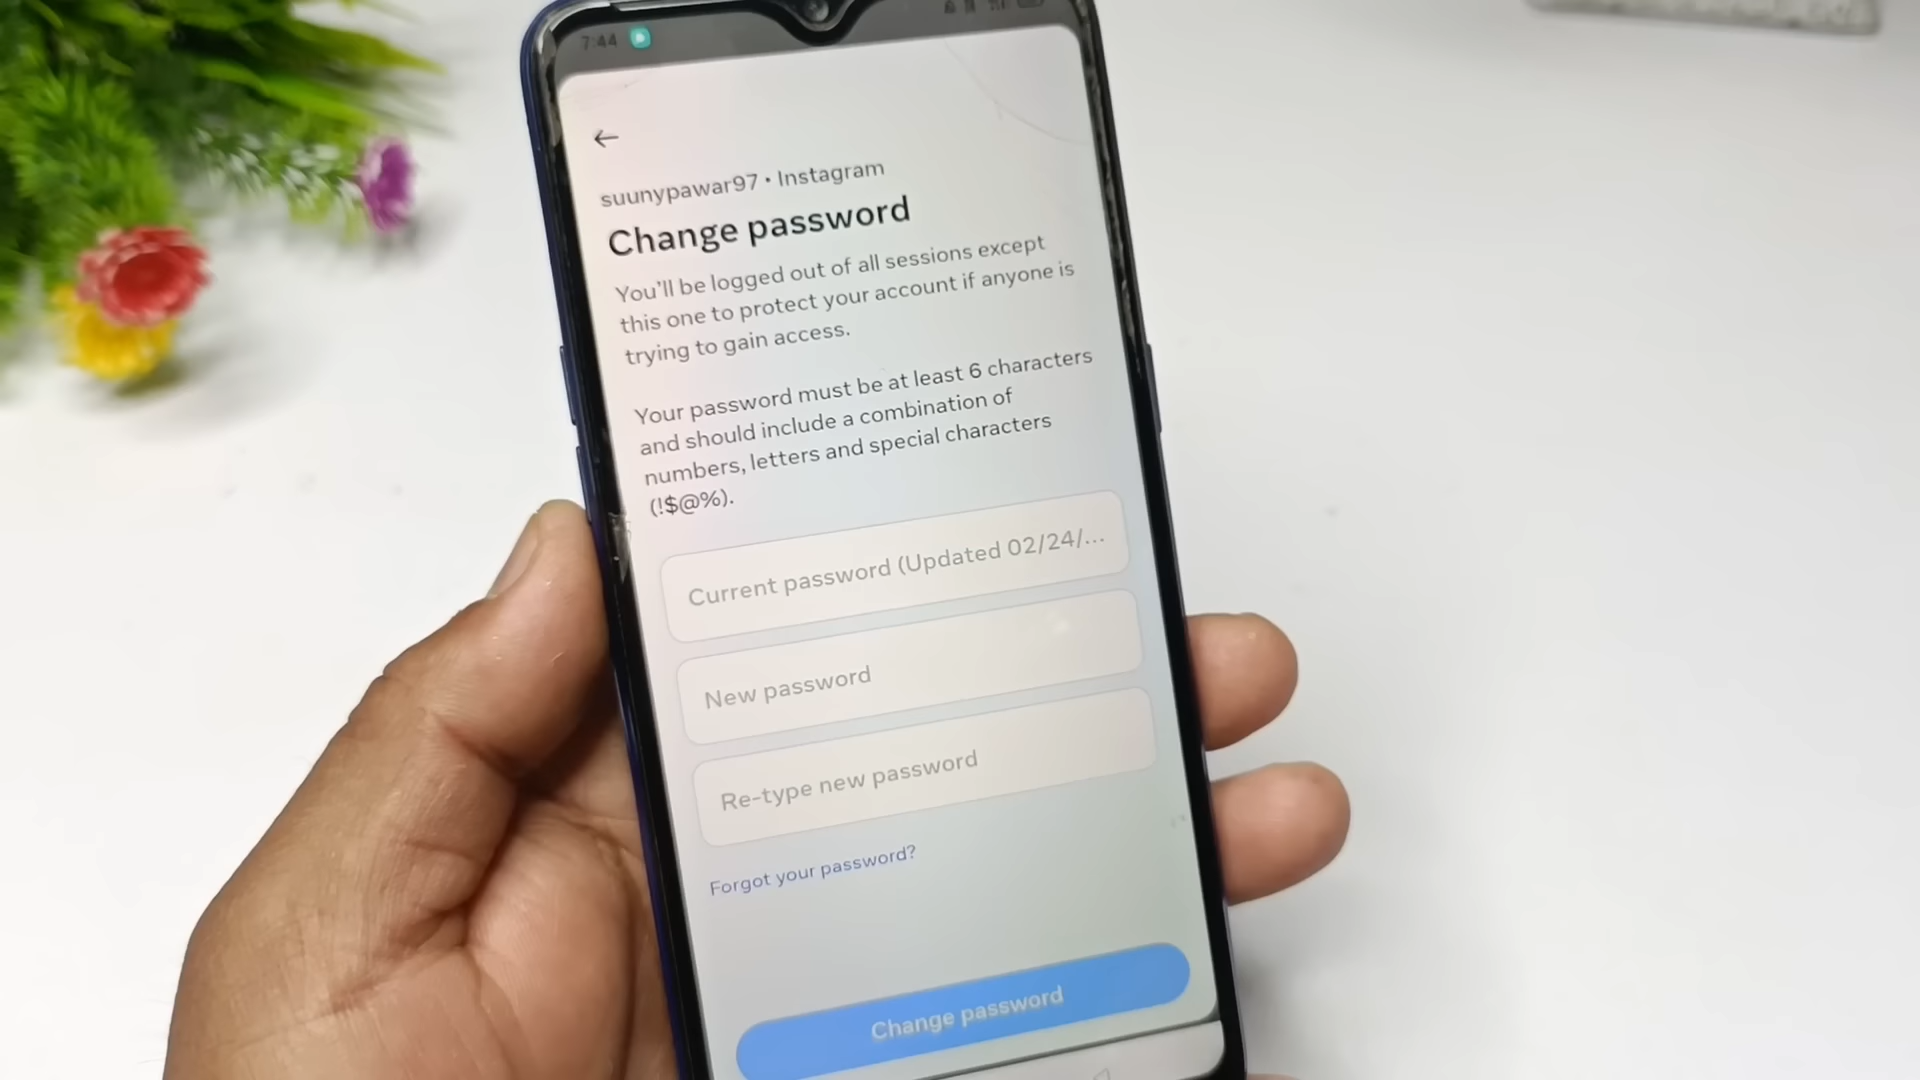 7:44
suunypawar97 • Instagram
Change password
You'll be logged out of all sessions except
this one to protect your account if anyone is
trying to gain access.
Your password must be at least 6 characters
and should include a combination of
numbers, letters and special characters
(!$@%).
Current password (Updated 02/24/...
New password
Re-type new password
Forgot your password?
Change password